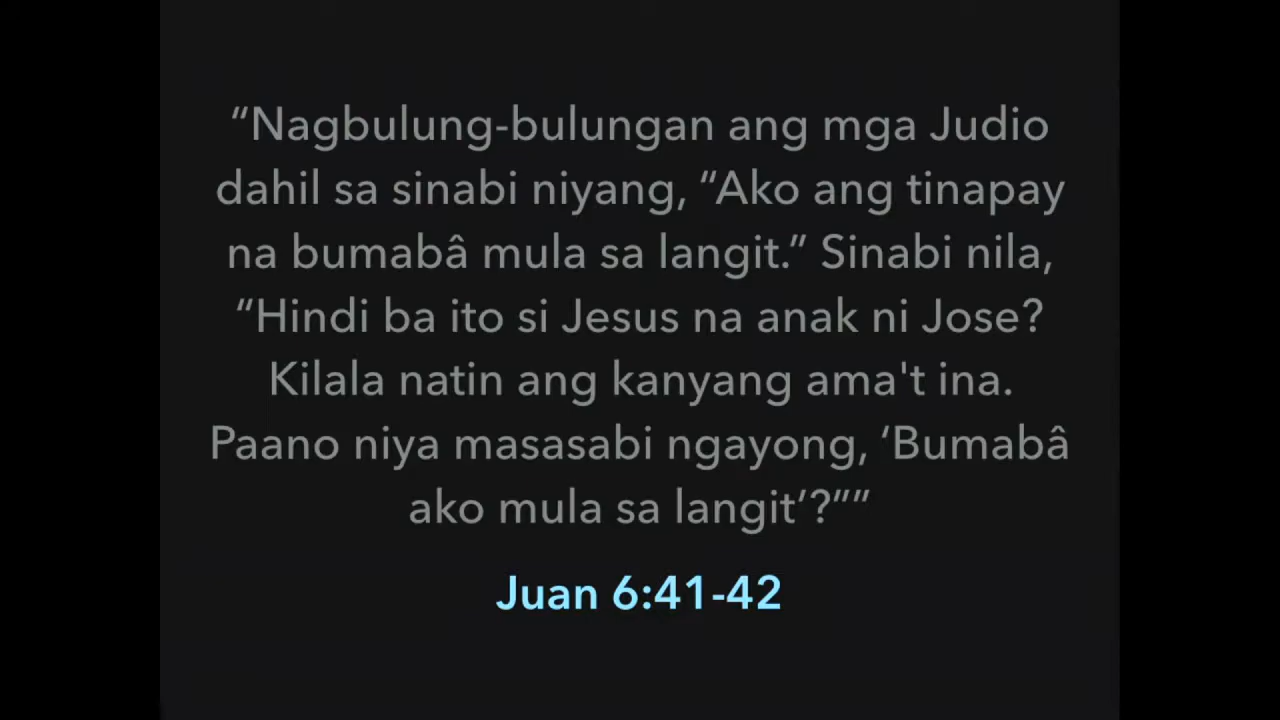 “Nagbulung-bulungan ang mga Judio
dahil sa sinabi niyang, “Ako ang tinapay
na bumabâ mula sa langit.” Sinabi nila,
“Hindi ba ito si Jesus na anak ni Jose?
Kilala natin ang kanyang ama't ina.
Paano niya masasabi ngayong, ‘Bumabâ
ako mula sa langit’?””
Juan 6:41-42